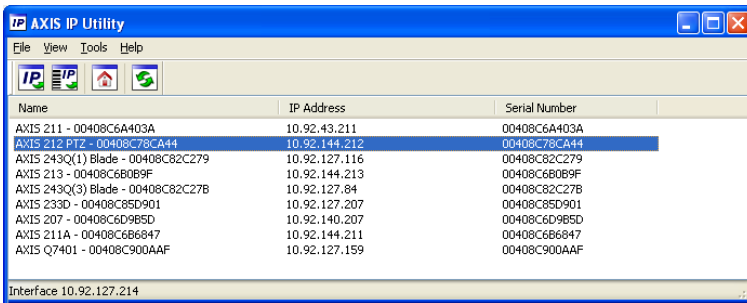 IP AXIS IP Utility
File View Tools Help
IP IP
Name IP Address Serial Number
AXIS 211 - 00408C6A403A 10.92.43.211 00408C6A403A
AXIS 212 PTZ - 00408C78CA44 10.92.144.212 00408C78CA44
AXIS 243Q(1) Blade - 00408C82C279 10.92.127.116 00408C82C279
AXIS 213 - 00408C6B0B9F 10.92.144.213 00408C6B0B9F
AXIS 243Q(3) Blade - 00408C82C27B 10.92.127.84 00408C82C27B
AXIS 233D - 00408C85D901 10.92.127.207 00408C85D901
AXIS 207 - 00408C6D9B5D 10.92.140.207 00408C6D9B5D
AXIS 211A - 00408C6B6847 10.92.144.211 00408C6B6847
AXIS Q7401 - 00408C900AAF 10.92.127.159 00408C900AAF
Interface 10.92.127.214